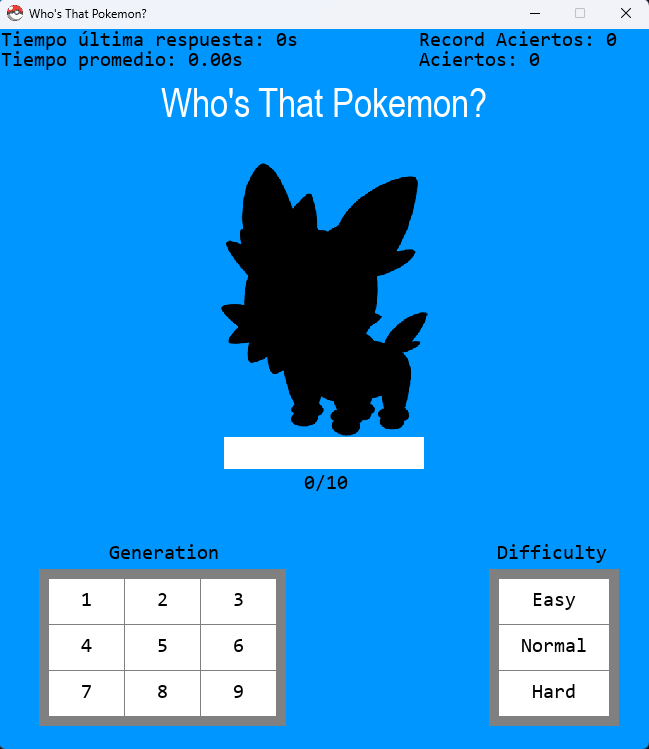 Who's That Pokemon?
Tiempo última respuesta: 0s
Record Aciertos: 0
Tiempo promedio: 0.00s
Aciertos: 0
Who's That Pokemon?
0/10
Generation
1 2 3
4 5 6
7 8 9
Difficulty
Easy
Normal
Hard